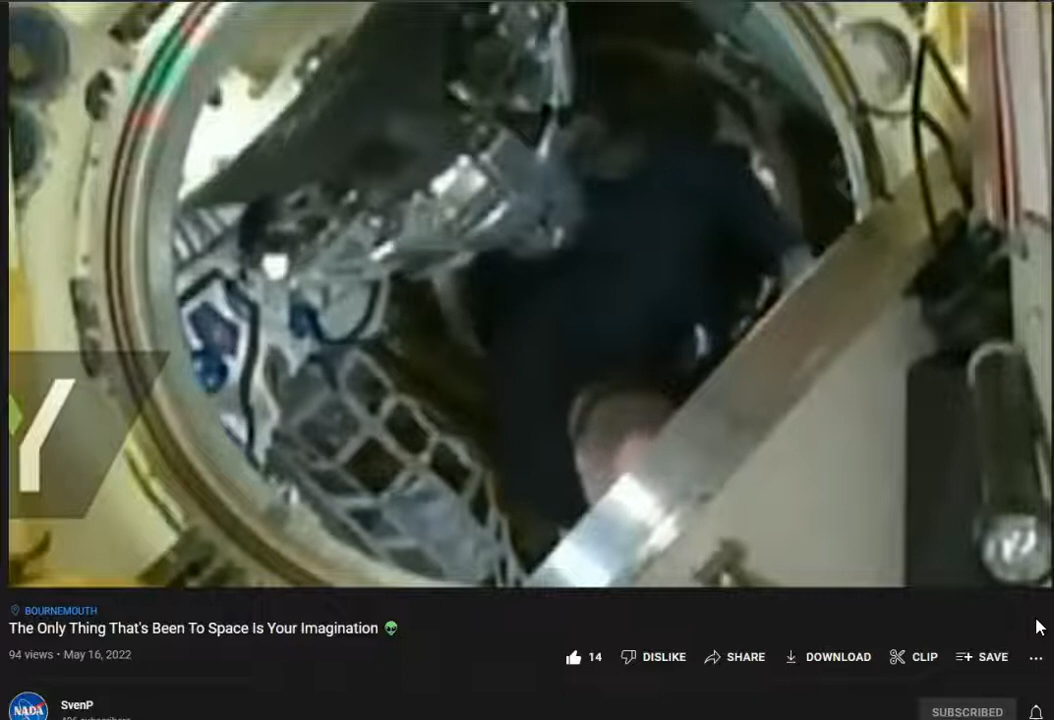 Y
BOURNEMOUTH
The Only Thing That's Been To Space Is Your Imagination 👽
94 views • May 16, 2022
14 DISLIKE SHARE DOWNLOAD CLIP SAVE ...
NADA SvenP
SUBSCRIBED